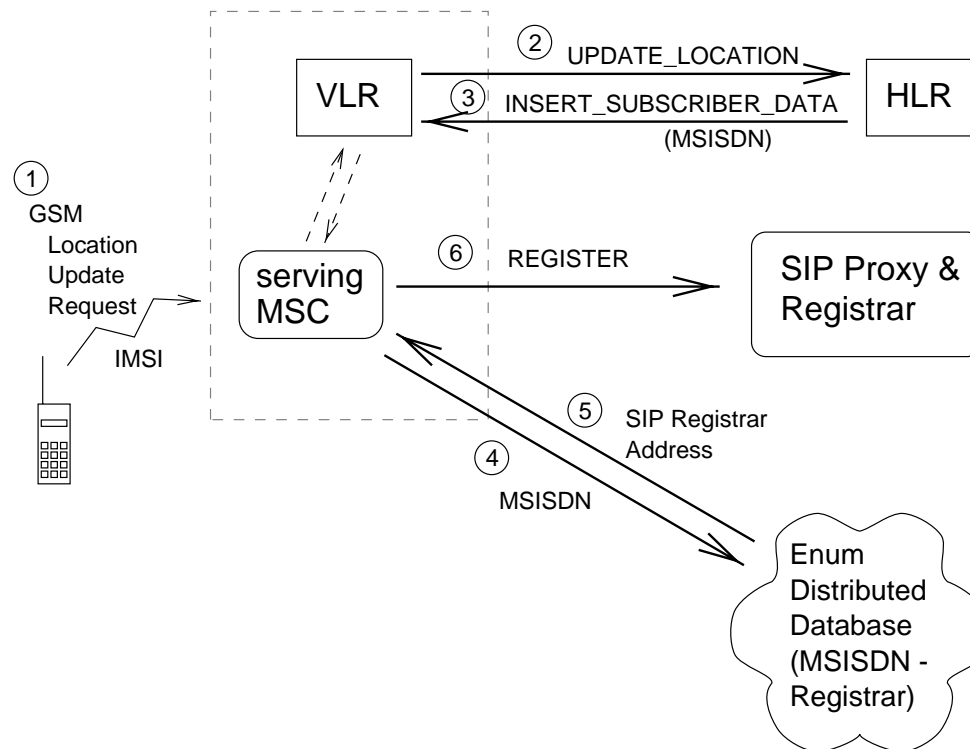 2
UPDATE_LOCATION
VLR
3
INSERT_SUBSCRIBER_DATA
(MSISDN)
HLR
1
GSM
Location
Update
Request
IMSI
serving
MSC
6
REGISTER
SIP Proxy &
Registrar
5
SIP Registrar
Address
4
MSISDN
Enum
Distributed
Database
(MSISDN -
Registrar)